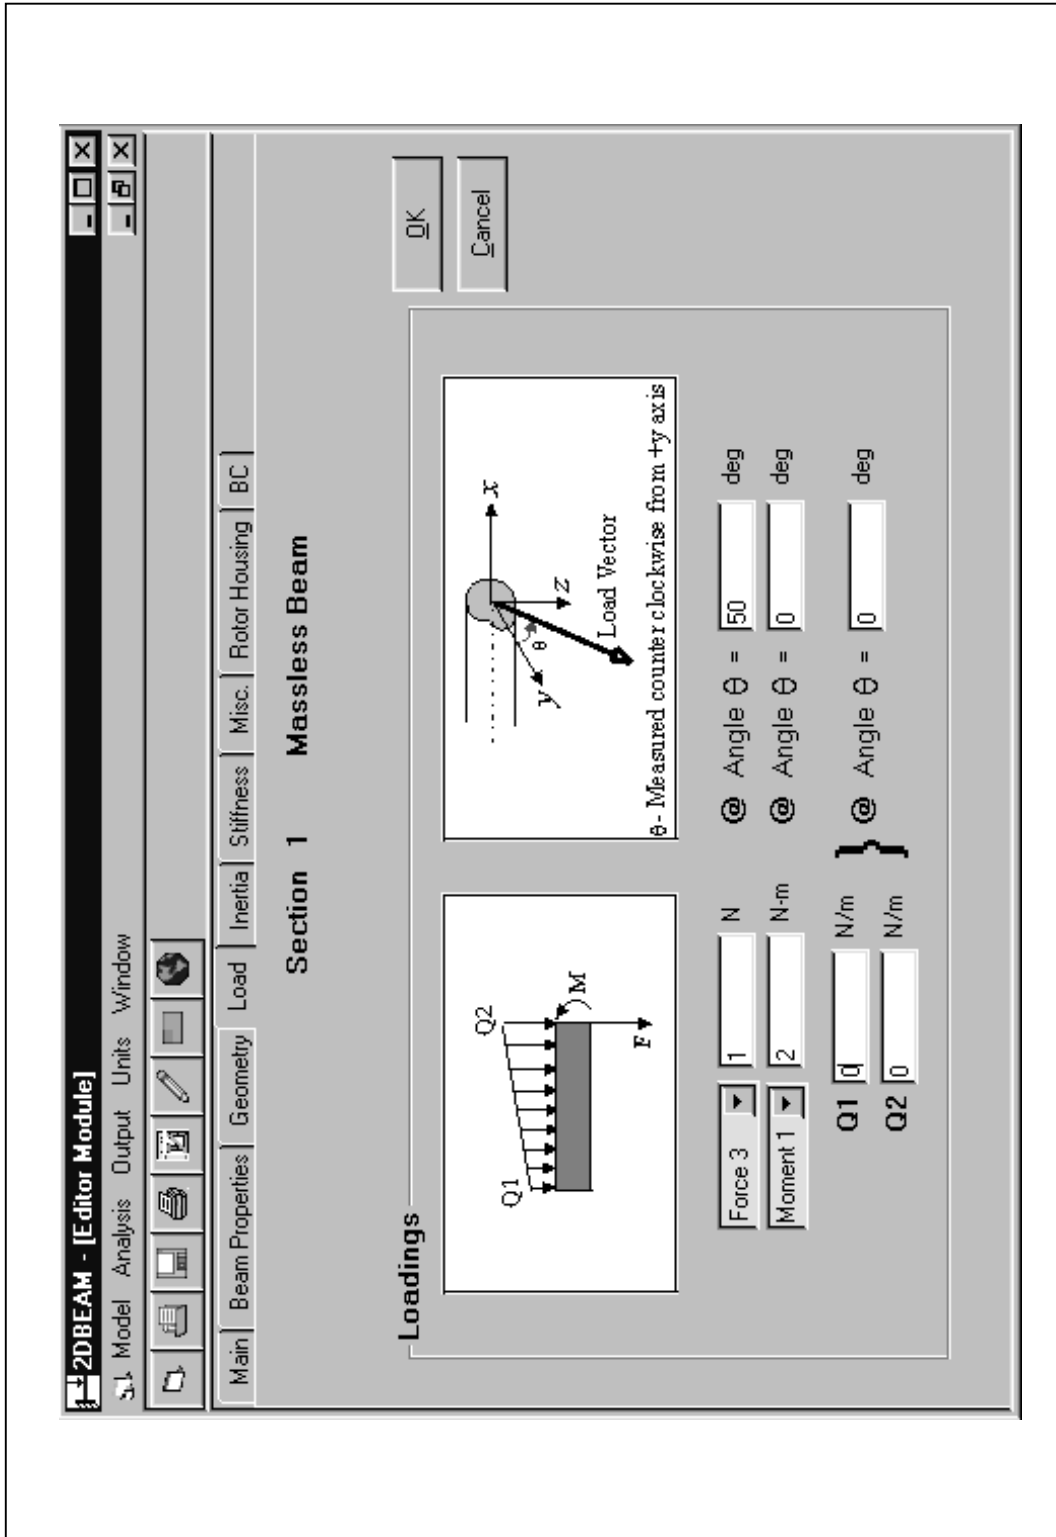 2DBEAM - [Editor Module]
Model Analysis Output Units Window
Main Beam Properties Geometry Load Inertia Stiffness Misc. Rotor Housing BC
Section 1 Massless Beam
OK
Cancel
Loadings
Q1
Q2
M
F
x
y
z
θ
Load Vector
θ- Measured counter clockwise from +y axis
Force 3 1 N @ Angle θ = 50 deg
Moment 1 2 N-m @ Angle θ = 0 deg
Q1 0 N/m
} @ Angle θ = 0 deg
Q2 0 N/m